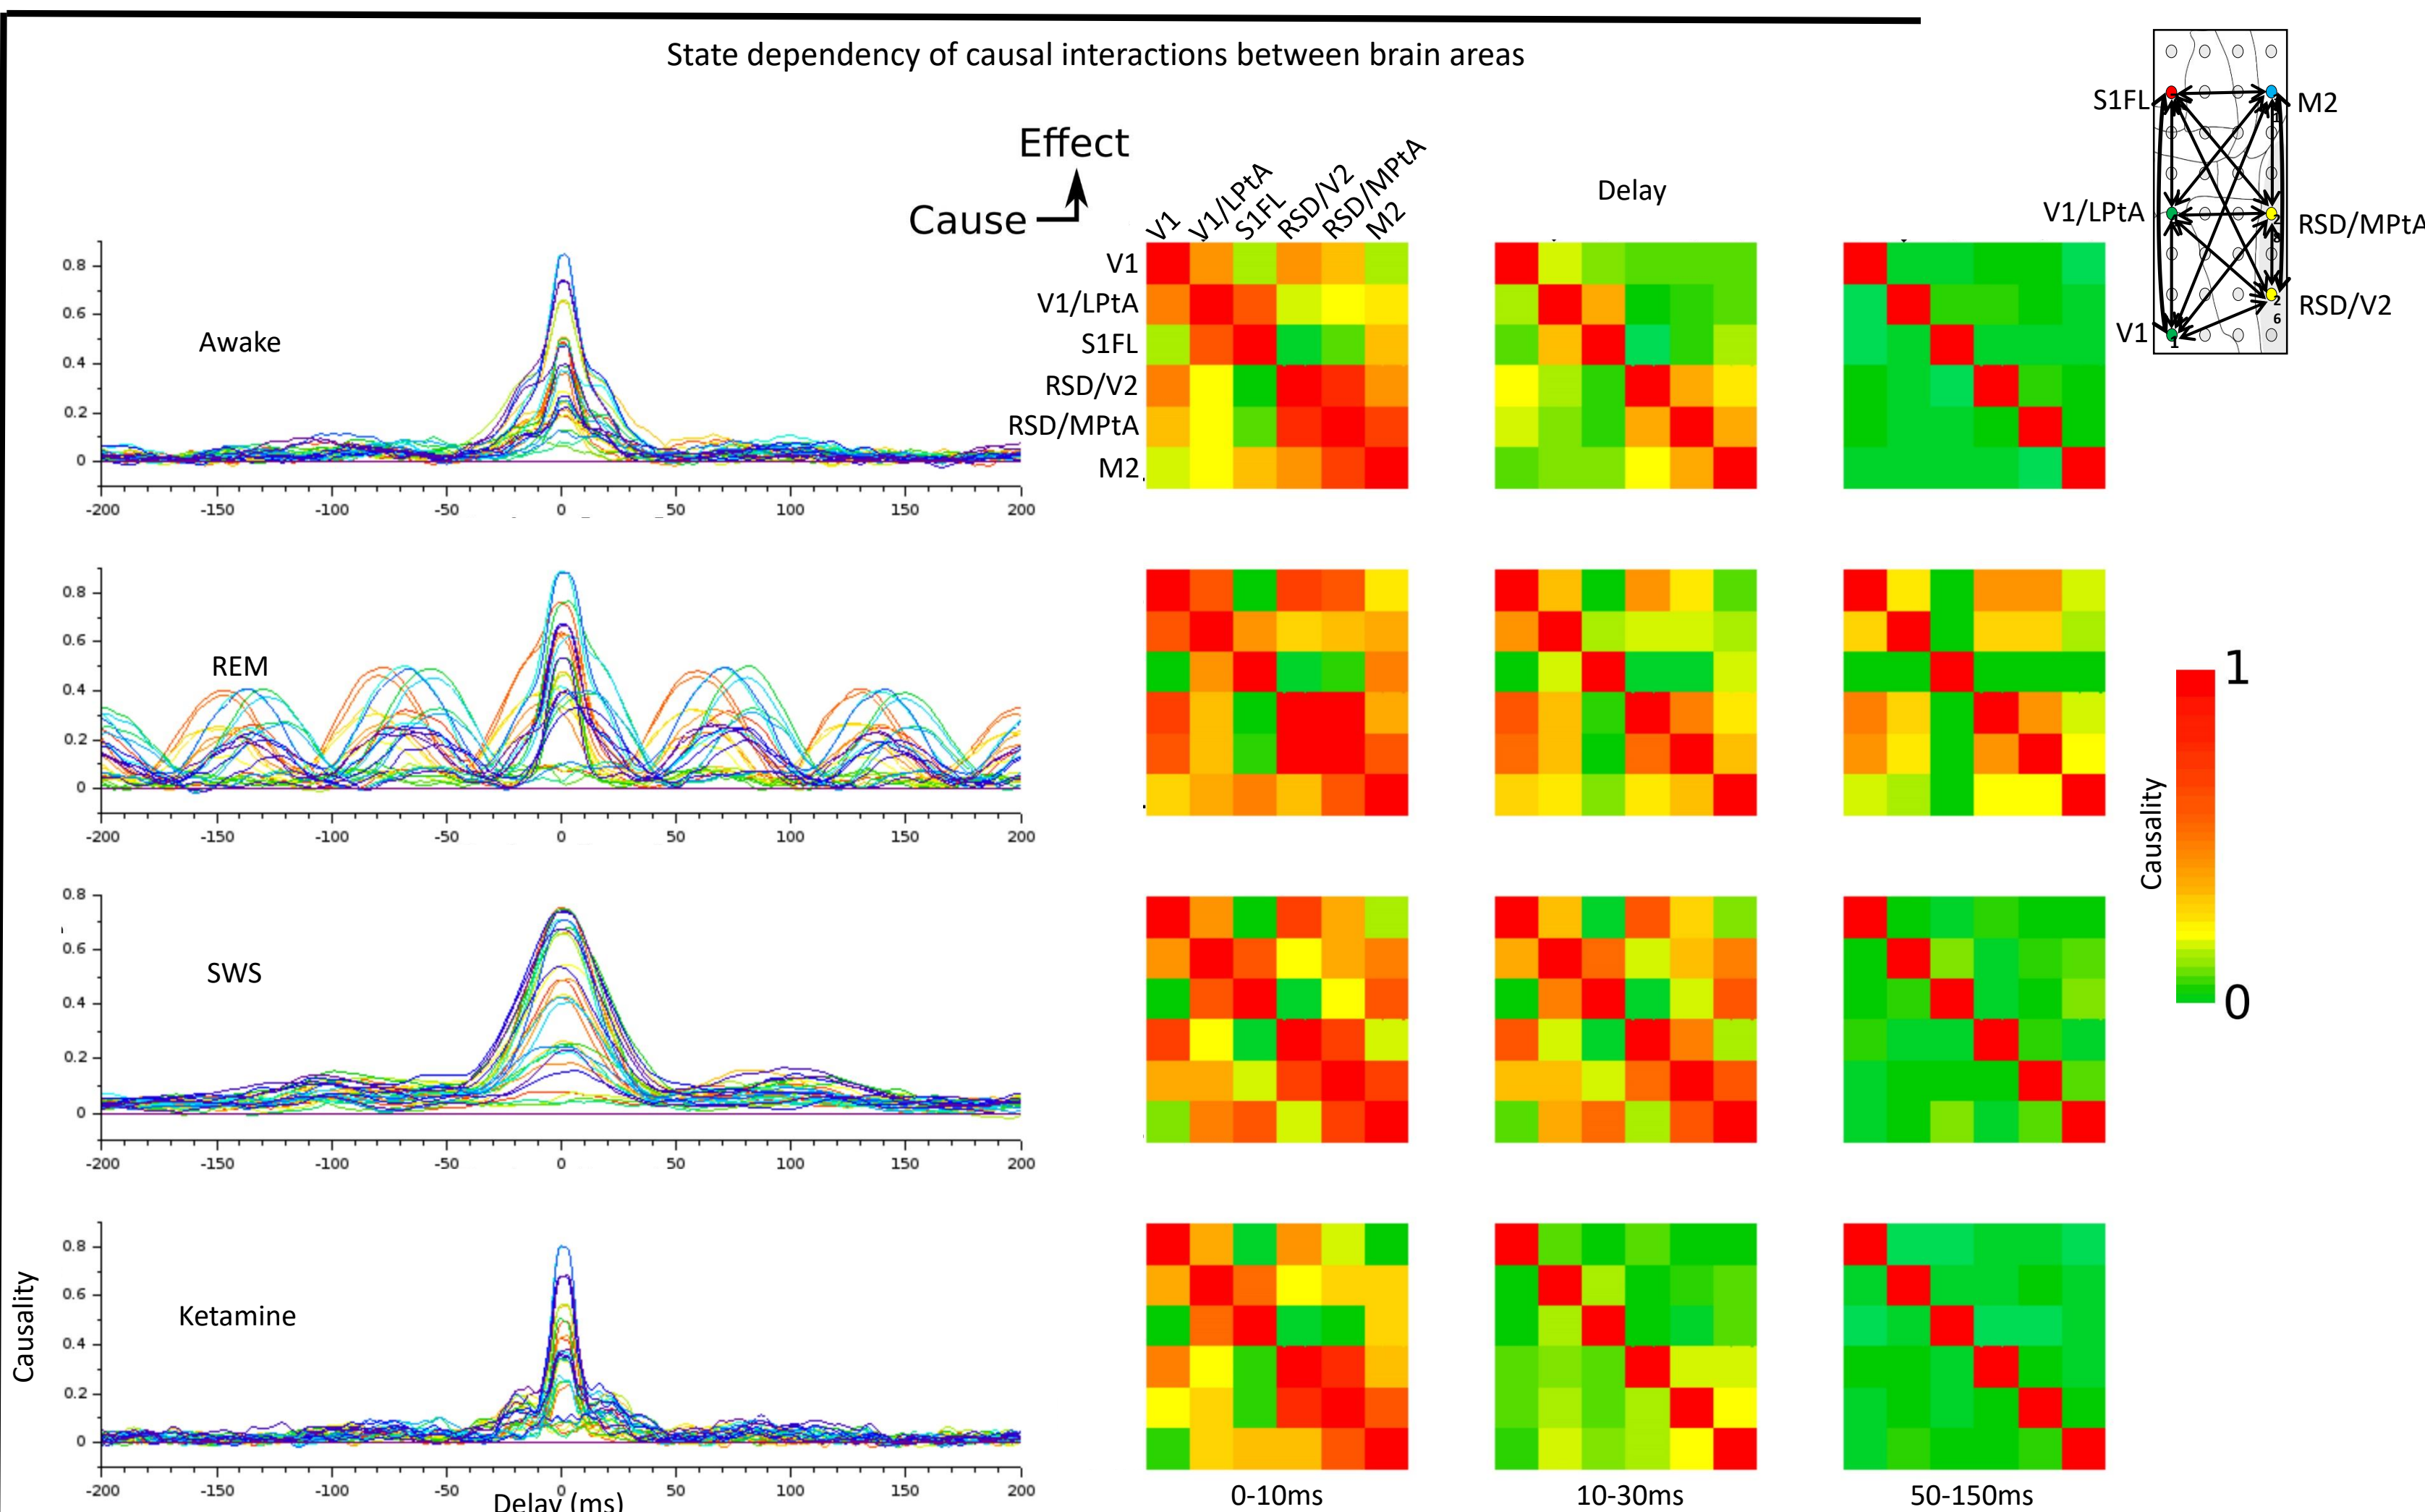 State dependency of causal interactions between brain areas
S1FL
M2
V1/LPtA
RSD/MPtA
RSD/V2
V1
1
2
2
6
1
Effect
Cause
V1
V1/LPtA
S1FL
RSD/V2
RSD/MPtA
M2
Delay
Awake
0.8
0.6
0.4
0.2
0
-200 -150 -100 -50 0 50 100 150 200
V1
V1/LPtA
S1FL
RSD/V2
RSD/MPtA
M2
REM
0.8
0.6
0.4
0.2
0
-200 -150 -100 -50 0 50 100 150 200
SWS
0.8
0.6
0.4
0.2
0
-200 -150 -100 -50 0 50 100 150 200
1
Causality
0
Ketamine
Causality
0.8
0.6
0.4
0.2
0
-200 -150 -100 -50 0 50 100 150 200
Delay (ms)
0-10ms
10-30ms
50-150ms